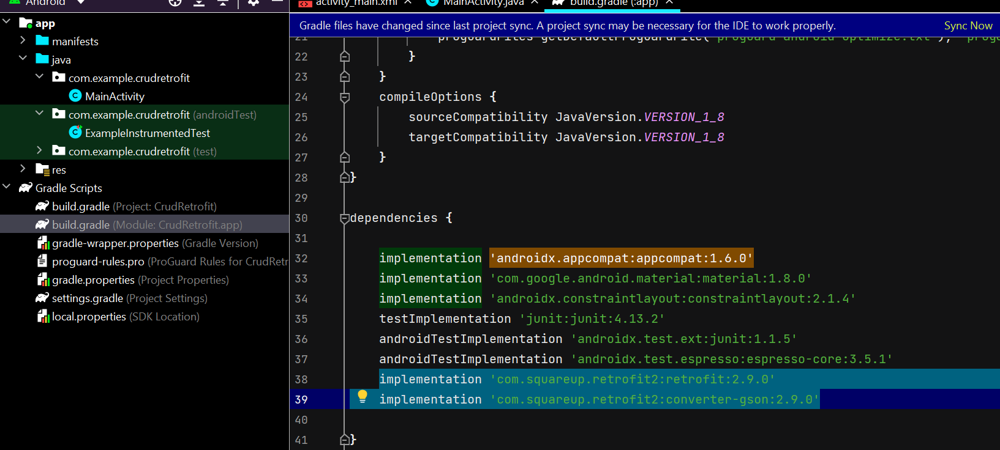 Android
app
manifests
java
com.example.crudretrofit
MainActivity
com.example.crudretrofit (androidTest)
ExampleInstrumentedTest
com.example.crudretrofit (test)
res
Gradle Scripts
build.gradle (Project: CrudRetrofit)
build.gradle (Module: CrudRetrofit.app)
gradle-wrapper.properties (Gradle Version)
proguard-rules.pro (ProGuard Rules for CrudRetr
gradle.properties (Project Properties)
settings.gradle (Project Settings)
local.properties (SDK Location)
activity_main.xml MainActivity.java build.gradle (:app)
Gradle files have changed since last project sync. A project sync may be necessary for the IDE to work properly. Sync Now
21 proguardFiles getDefaultProguardFile('proguard-android-optimize.txt'), 'prog
22 }
23 }
24 compileOptions {
25 sourceCompatibility JavaVersion.VERSION_1_8
26 targetCompatibility JavaVersion.VERSION_1_8
27 }
28 }
29
30 dependencies {
31
32 implementation 'androidx.appcompat:appcompat:1.6.0'
33 implementation 'com.google.android.material:material:1.8.0'
34 implementation 'androidx.constraintlayout:constraintlayout:2.1.4'
35 testImplementation 'junit:junit:4.13.2'
36 androidTestImplementation 'androidx.test.ext:junit:1.1.5'
37 androidTestImplementation 'androidx.test.espresso:espresso-core:3.5.1'
38 implementation 'com.squareup.retrofit2:retrofit:2.9.0'
39 implementation 'com.squareup.retrofit2:converter-gson:2.9.0'
40
41 }